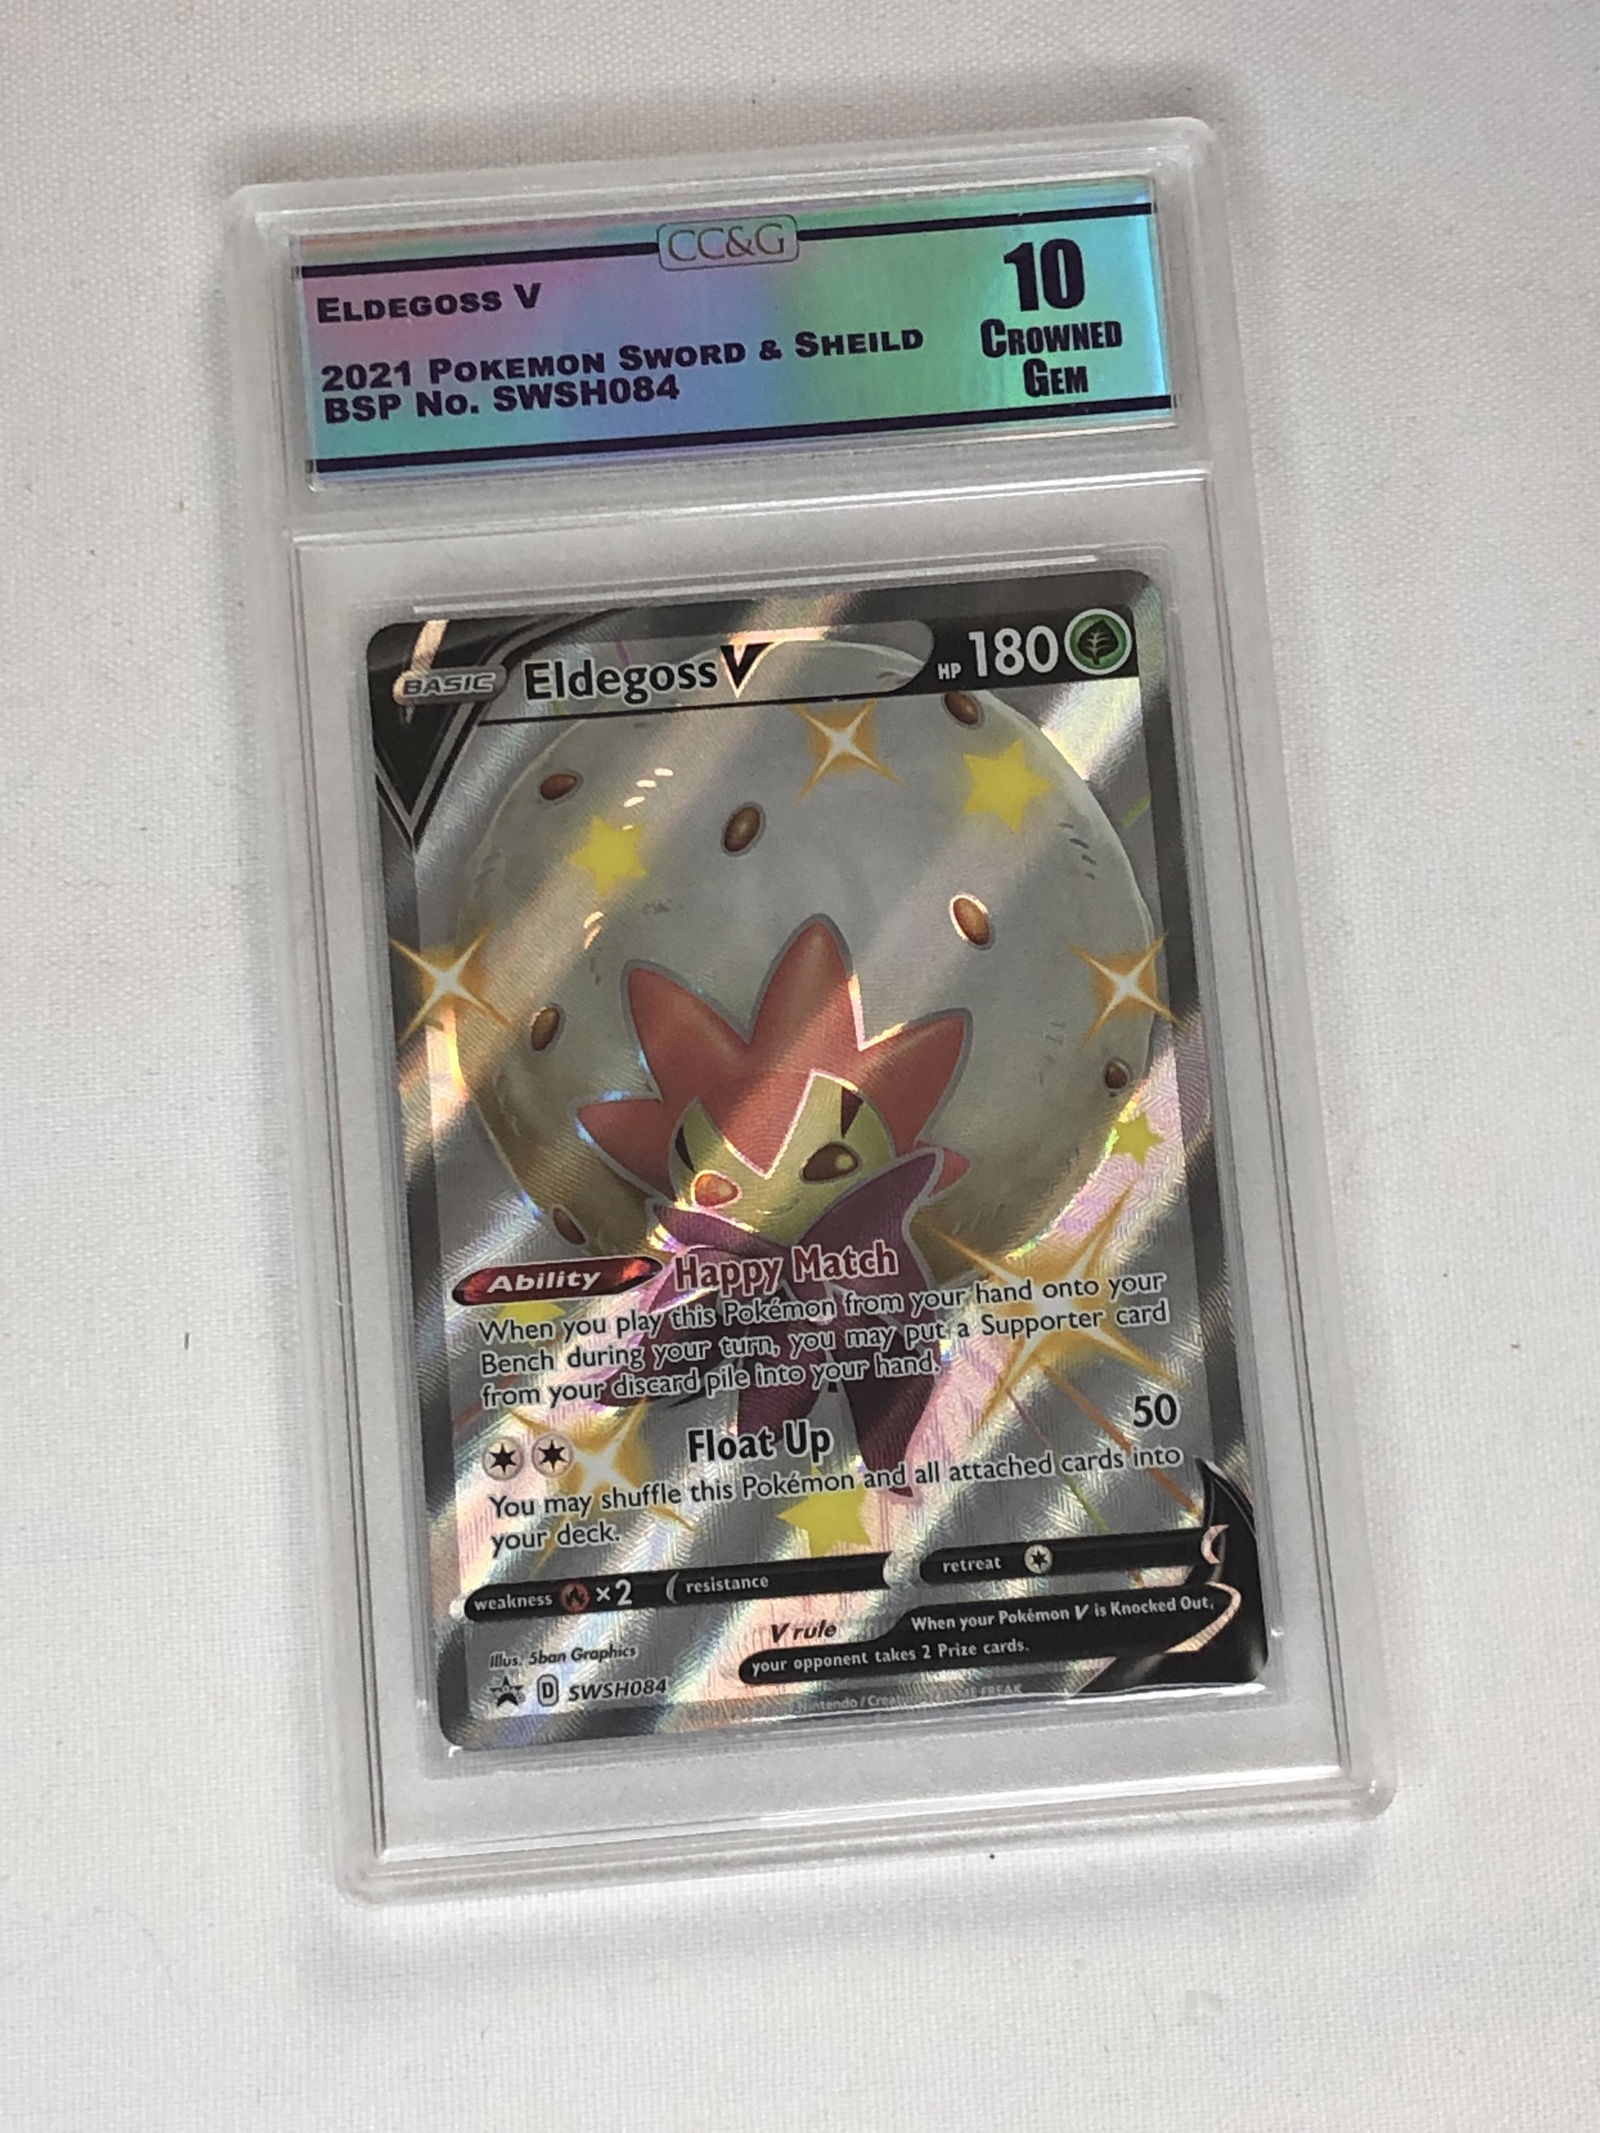 CC&G
ELDEGOSS V
2021 POKEMON SWORD & SHEILD
BSP NO. SWSH084
10
CROWNED
GEM
BASIC Eldegoss V HP 180
Ability Happy Match
When you play this Pokémon from your hand onto your
Bench during your turn, you may put a Supporter card
from your discard pile into your hand.
Float Up 50
You may shuffle this Pokémon and all attached cards into
your deck.
weakness ×2 resistance retreat
V rule When your Pokémon V is Knocked Out,
your opponent takes 2 Prize cards.
Illus. 5ban Graphics
D SWSH084
Nintendo / FREAK